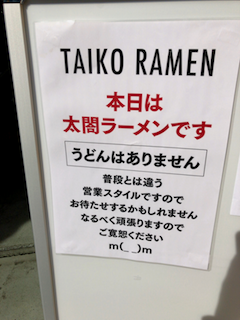 TAIKO RAMEN
本日は
太閤ラーメンです
うどんはありません
普段とは違う
営業スタイルですので
お待たせするかもしれません
なるべく頑張りますので
ご寛恕ください
m(_ _)m